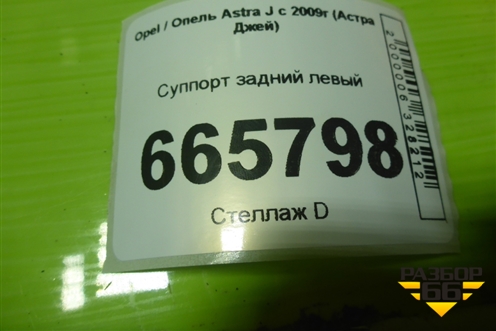 Opel / Опель Astra J с 2009г (Астра
Джей)
Суппорт задний левый
665798
Стеллаж D
2000006328212
РАЗБОР
66